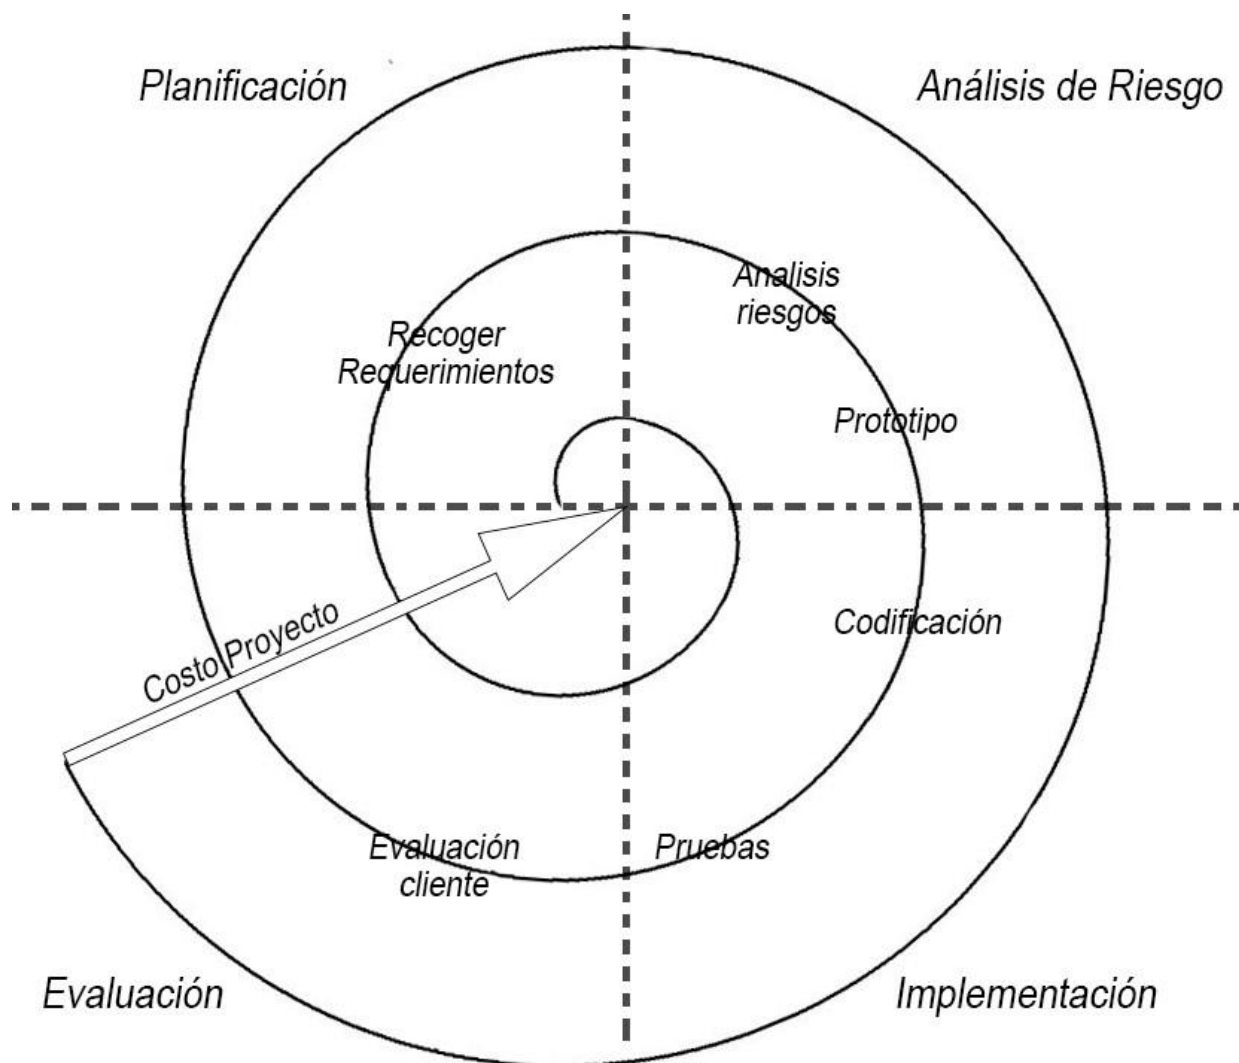 Planificación
Análisis de Riesgo
Analisis
riesgos
Recoger
Requerimientos
Prototipo
Costo Proyecto
Codificación
Evaluación
cliente
Pruebas
Evaluación
Implementación